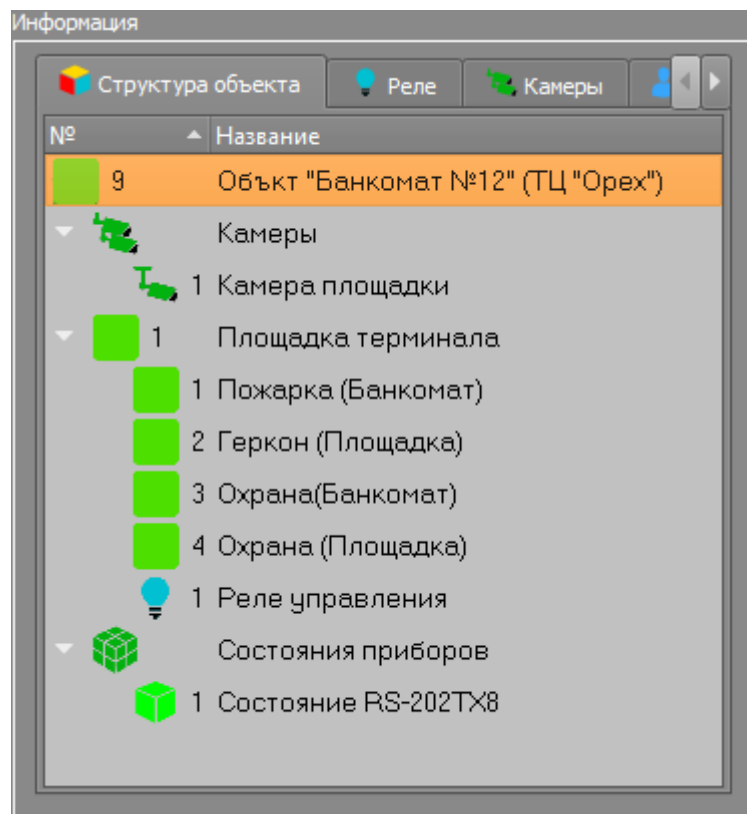 Информация
Структура объекта Реле Камеры
№ Название
9 Объкт "Банкомат №12" (ТЦ "Орех")
Камеры
1 Камера площадки
1 Площадка терминала
1 Пожарка (Банкомат)
2 Геркон (Площадка)
3 Охрана(Банкомат)
4 Охрана (Площадка)
1 Реле управления
Состояния приборов
1 Состояние RS-202TX8